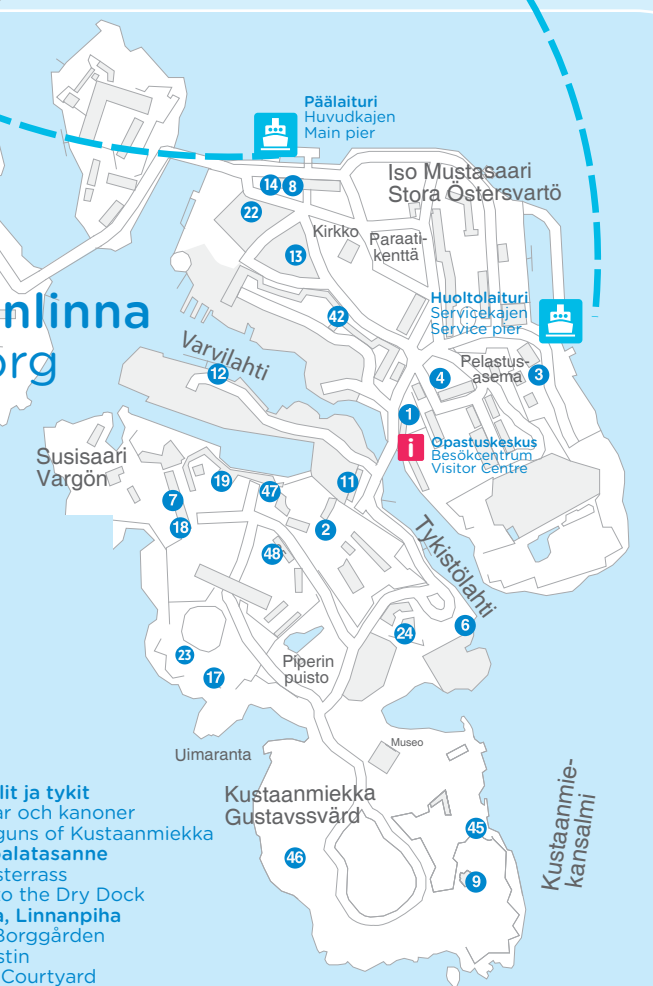 Päälaituri
Huvudkajen
Main pier
Iso Mustasaari
Stora Östersvartö
14
8
22
Kirkko
Paraati-
kenttä
13
Huoltolaituri
Servicekajen
Service pier
nlinna
org
42
Varvilahti
12
Pelastus-
asema
4
3
1
i
Opastuskeskus
Besökcentrum
Visitor Centre
Susisaari
Vargön
19
47
11
7
18
2
48
Tykistölahti
6
24
23
17
Piperin
puisto
Uimaranta
Museo
Kustaanmiekka
Gustavssvärd
Kustaanmie-
kansalmi
45
46
9
lit ja tykit
ar och kanoner
guns of Kustaanmiekka
alatasanne
sterrass
to the Dry Dock
a, Linnanpiha
Borggården
stin
Courtyard